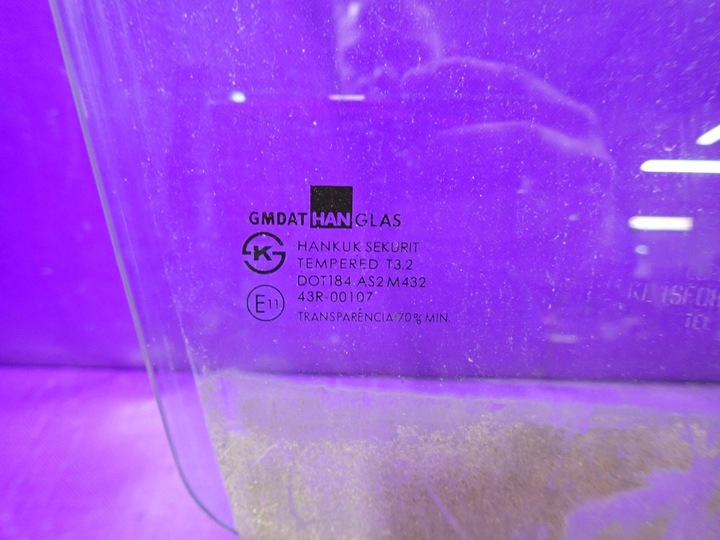 GMDAT HAN GLAS
K
HANKUK SEKURIT
TEMPERED T3.2
DOT184 AS2 M432
E11
43R-00107
TRANSPARÊNCIA 70% MIN.